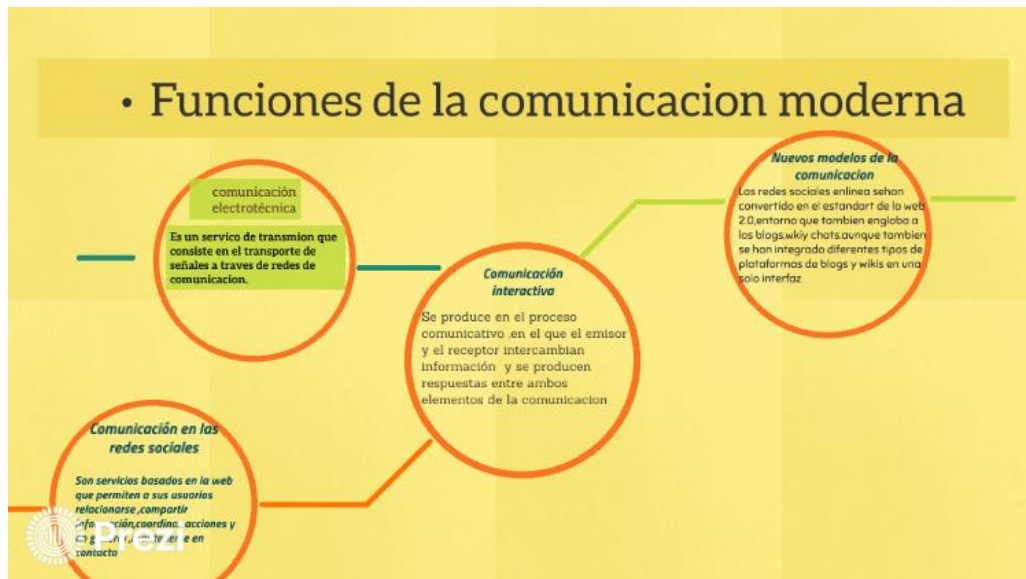 • Funciones de la comunicacion moderna
comunicación
electrotécnica
Es un servico de transmion que
consiste en el transporte de
señales a traves de redes de
comunicacion.
Comunicación
interactiva
Se produce en el proceso
comunicativo ,en el que el emisor
y el receptor intercambian
información y se producen
respuestas entre ambos
elementos de la comunicacion
Nuevos modelos de la
comunicacion
Las redes sociales enlinea sehan
convertido en el estandart de la web
2.0,entorno que tambien engloba a
los blogs,wkiy chats.aunque tambien
se han integrado diferentes tipos de
plataformas de blogs y wikis en una
solo interfaz
Comunicación en las
redes sociales
Son servicios basados en la web
que permiten a sus usuarios
relacionarse ,compartir
acciones y
en
contacto
Prezi